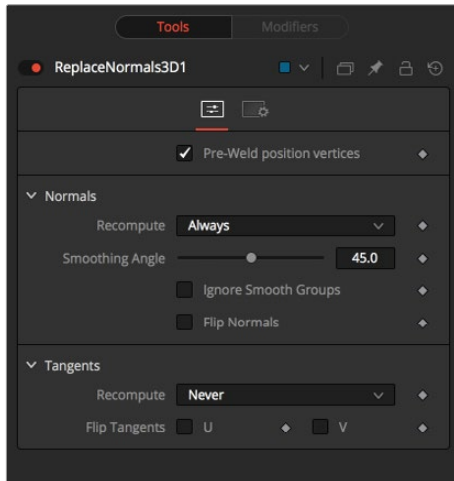 Tools Modifiers
ReplaceNormals3D1
Pre-Weld position vertices
Normals
Recompute Always
Smoothing Angle 45.0
Ignore Smooth Groups
Flip Normals
Tangents
Recompute Never
Flip Tangents U V